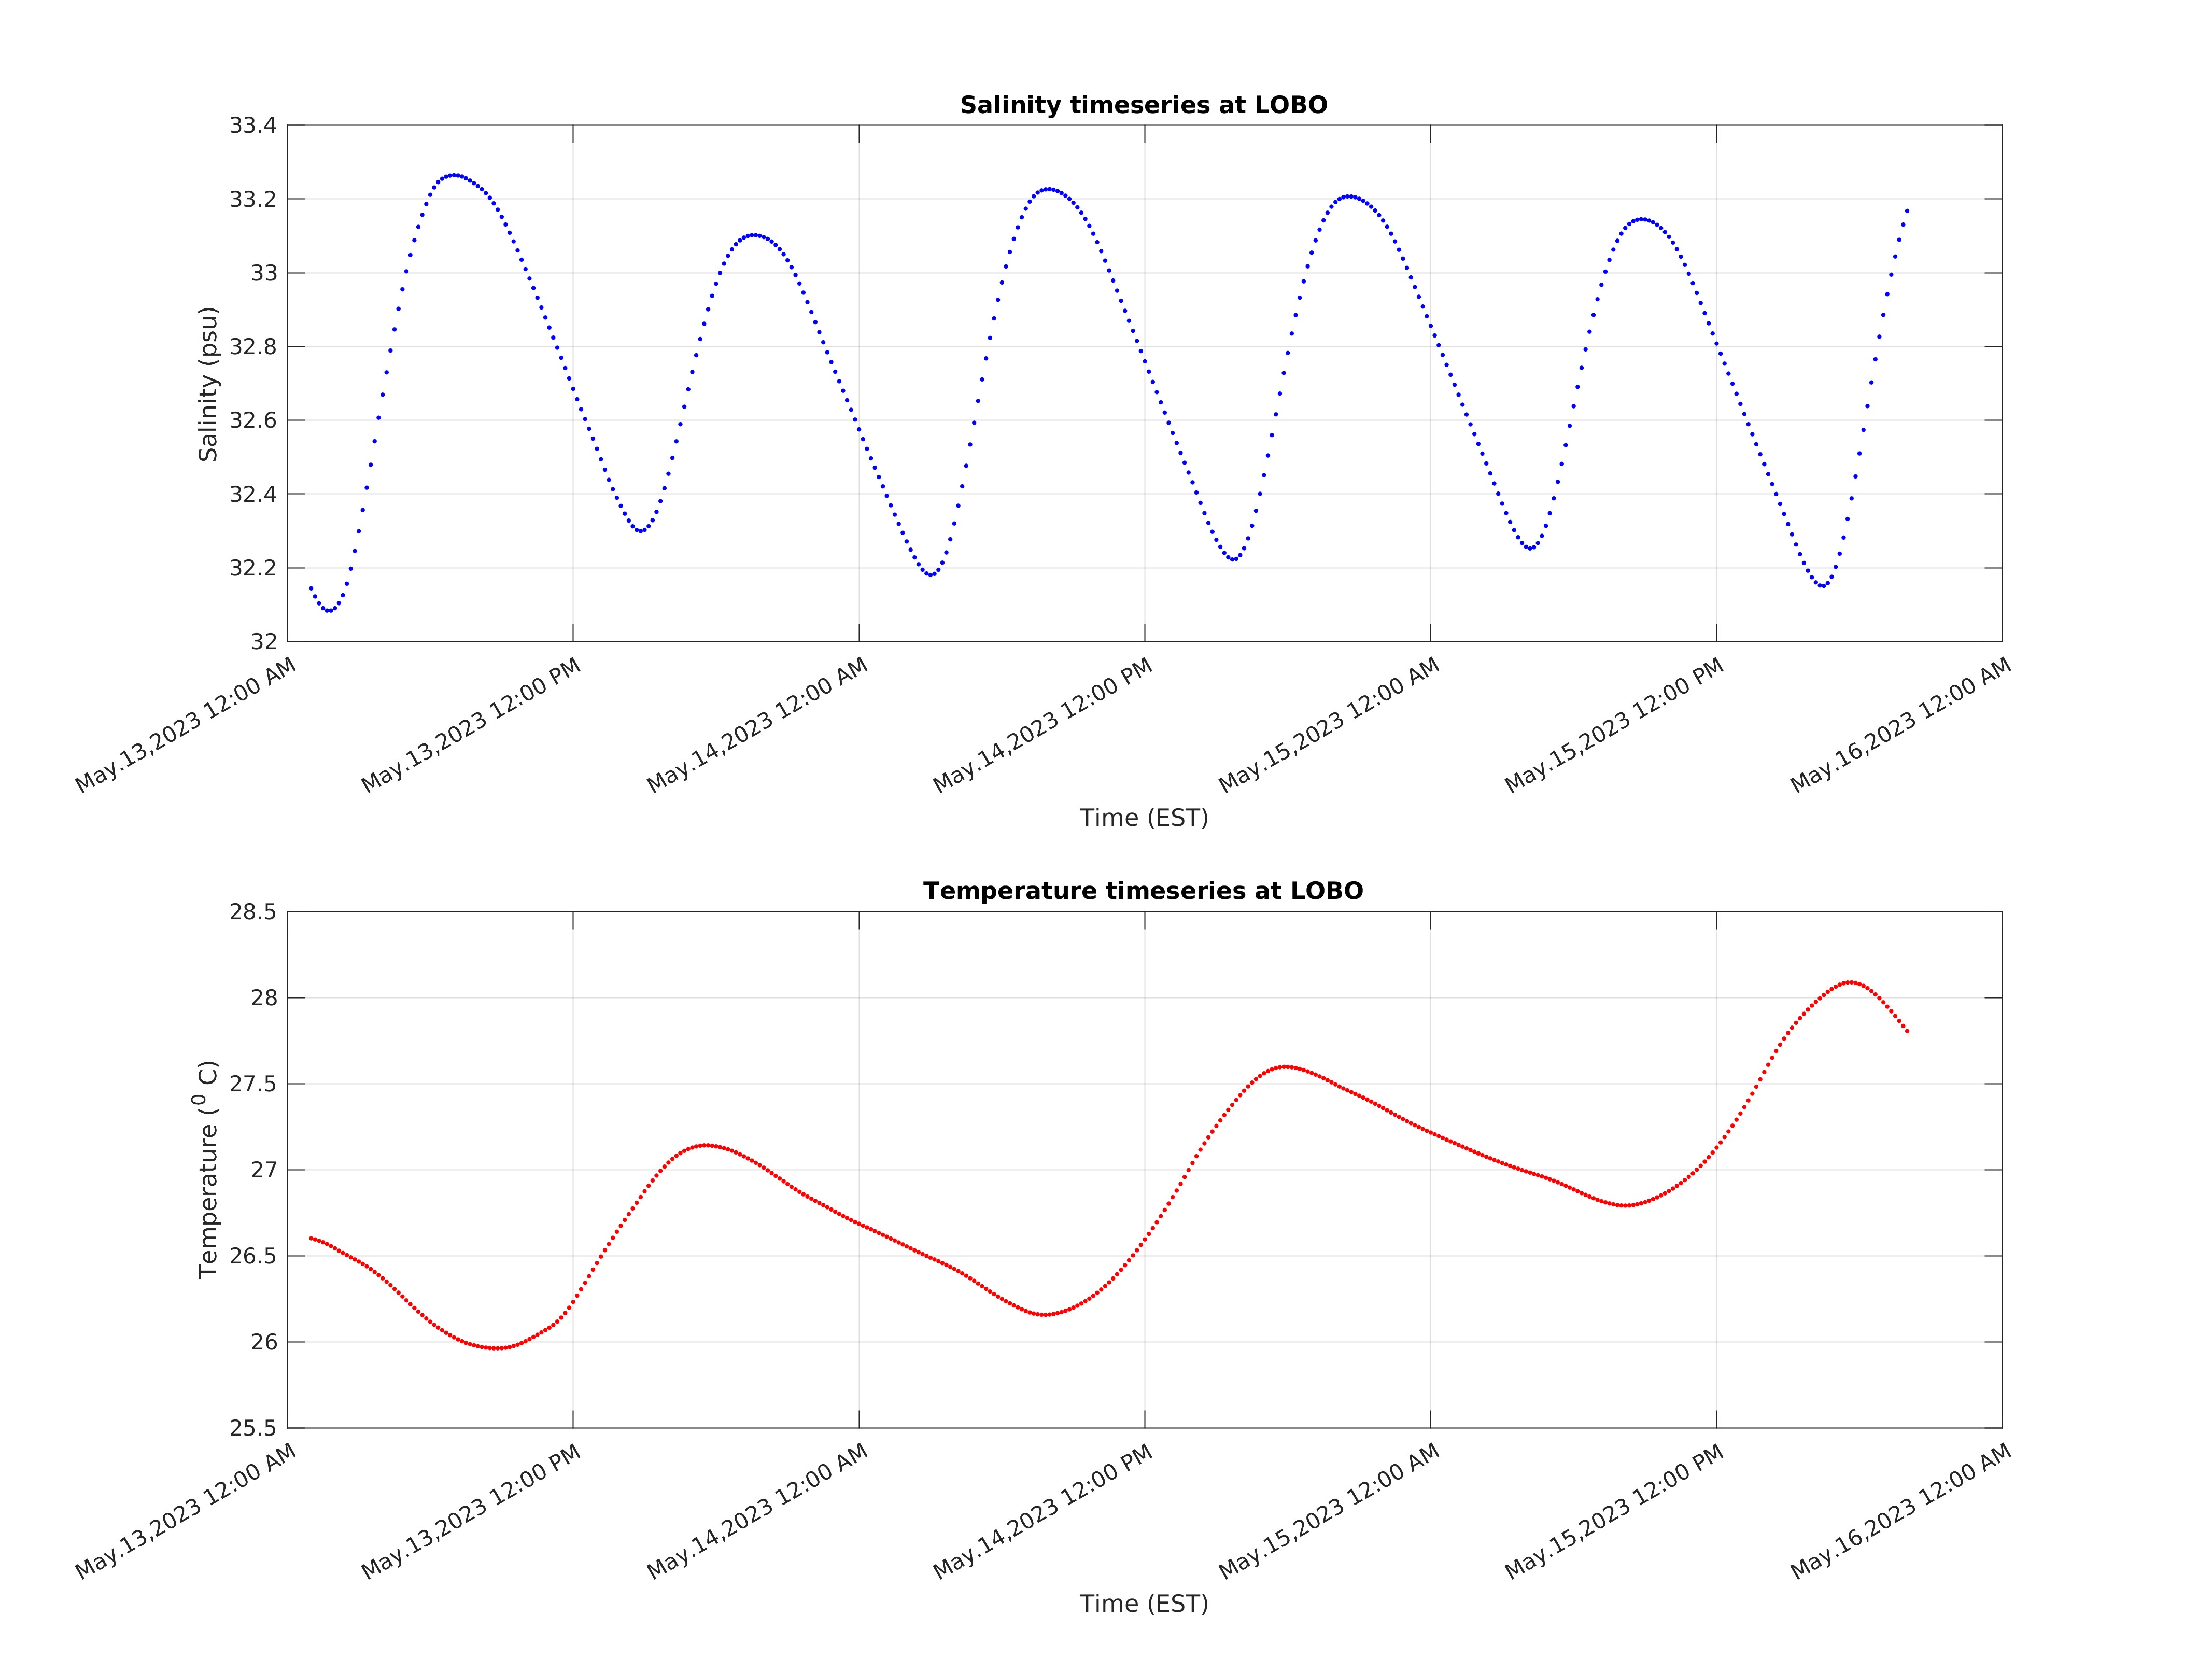 Salinity timeseries at LOBO
33.4
33.2
33
32.8
32.6
32.4
32.2
32
Salinity (psu)
May.13,2023 12:00 AM
May.13,2023 12:00 PM
May.14,2023 12:00 AM
May.14,2023 12:00 PM
May.15,2023 12:00 AM
May.15,2023 12:00 PM
May.16,2023 12:00 AM
Time (EST)
Temperature timeseries at LOBO
28.5
28
27.5
27
26.5
26
25.5
Temperature (⁰ C)
May.13,2023 12:00 AM
May.13,2023 12:00 PM
May.14,2023 12:00 AM
May.14,2023 12:00 PM
May.15,2023 12:00 AM
May.15,2023 12:00 PM
May.16,2023 12:00 AM
Time (EST)